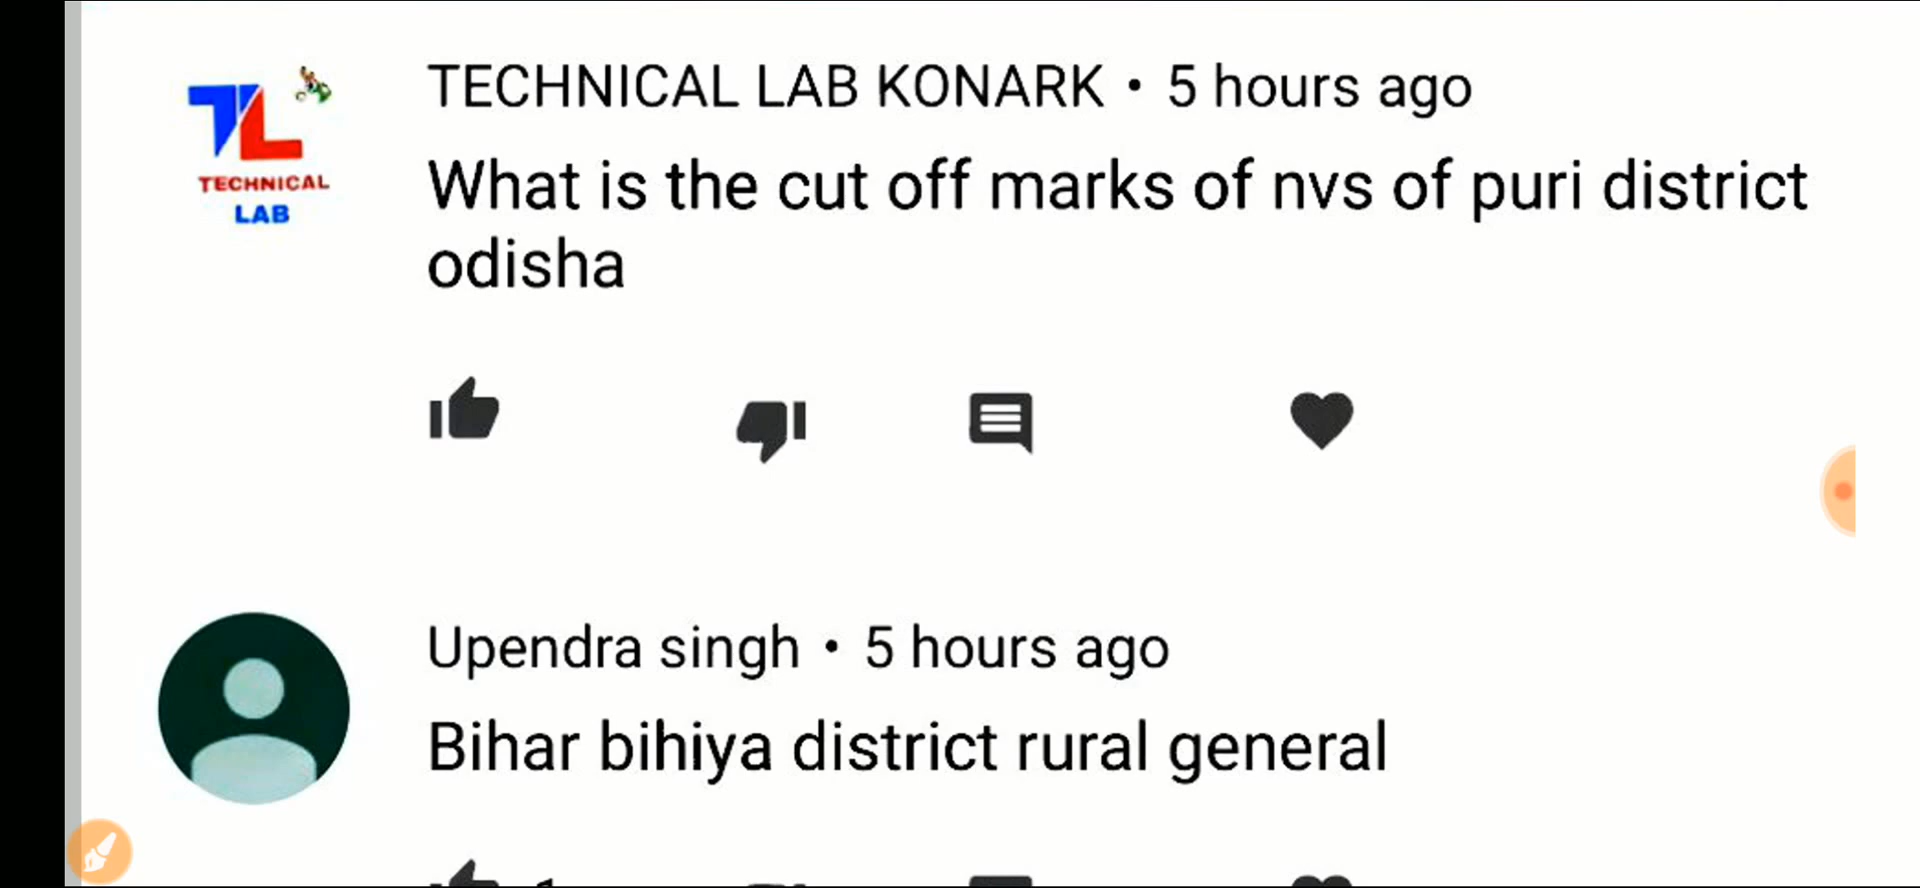 TECHNICAL LAB KONARK • 5 hours ago
TL
TECHNICAL
LAB
What is the cut off marks of nvs of puri district
odisha
Upendra singh • 5 hours ago
Bihar bihiya district rural general